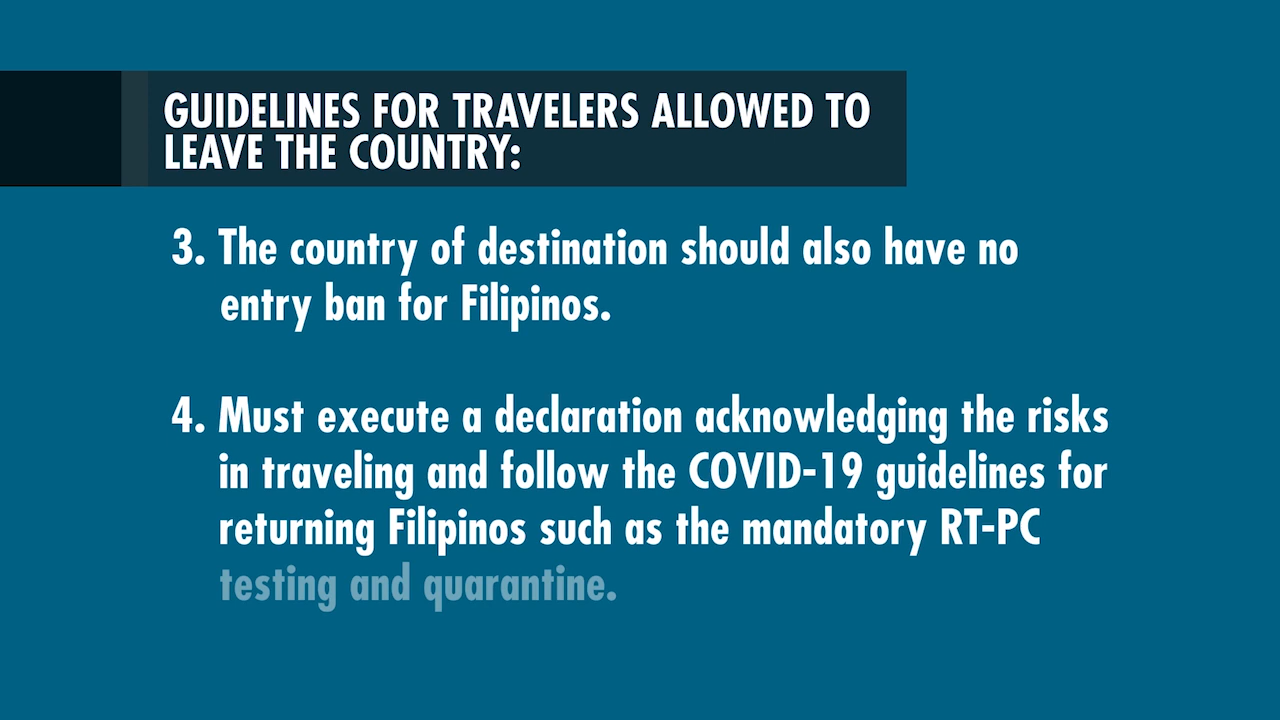 GUIDELINES FOR TRAVELERS ALLOWED TO
LEAVE THE COUNTRY:
3. The country of destination should also have no
entry ban for Filipinos.
4. Must execute a declaration acknowledging the risks
in traveling and follow the COVID-19 guidelines for
returning Filipinos such as the mandatory RT-PC
testing and quarantine.